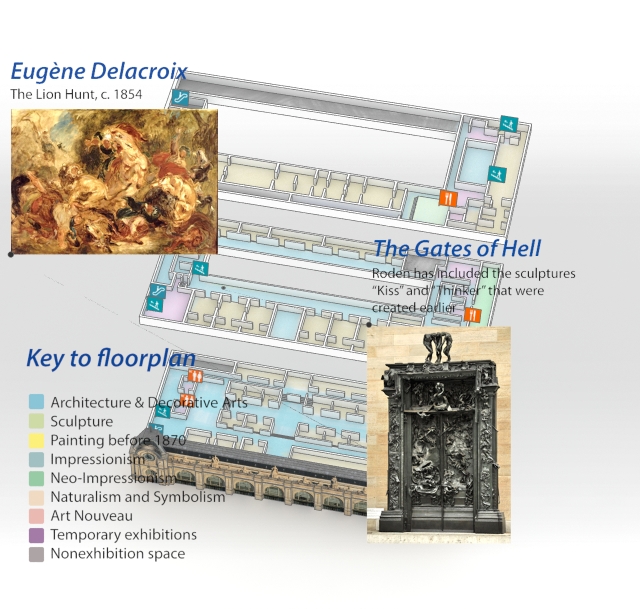 Eugène Delacroix
The Lion Hunt, c. 1854
The Gates of Hell
Roden has included the sculptures
“Kiss” and “Thinker” that were
created earlier
Key to floorplan
Architecture & Decorative Arts
Sculpture
Painting before 1870
Impressionism
Neo-Impressionism
Naturalism and Symbolism
Art Nouveau
Temporary exhibitions
Nonexhibition space